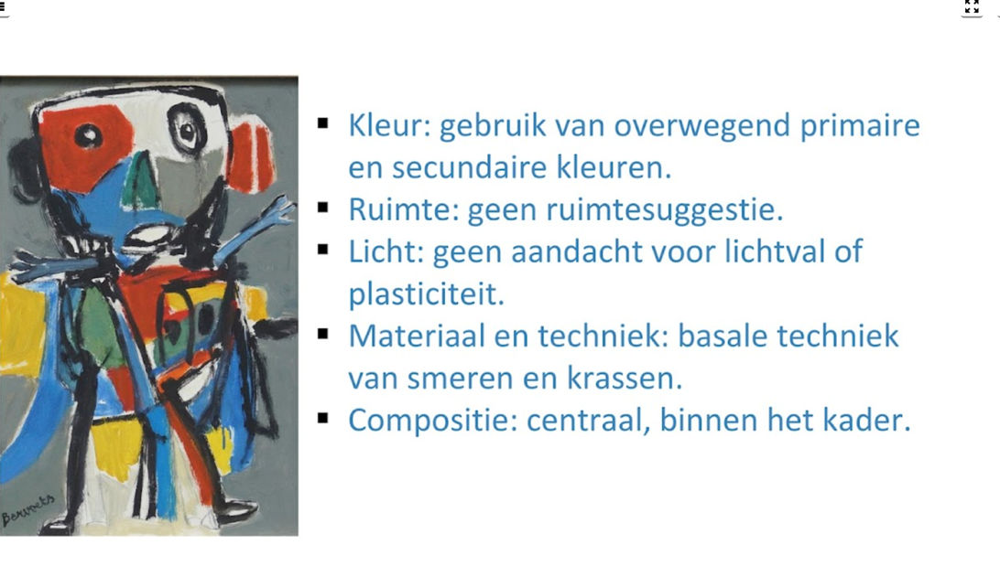 Kleur: gebruik van overwegend primaire
en secundaire kleuren.
Ruimte: geen ruimtesuggestie.
Licht: geen aandacht voor lichtval of
plasticiteit.
Materiaal en techniek: basale techniek
van smeren en krassen.
Compositie: centraal, binnen het kader.